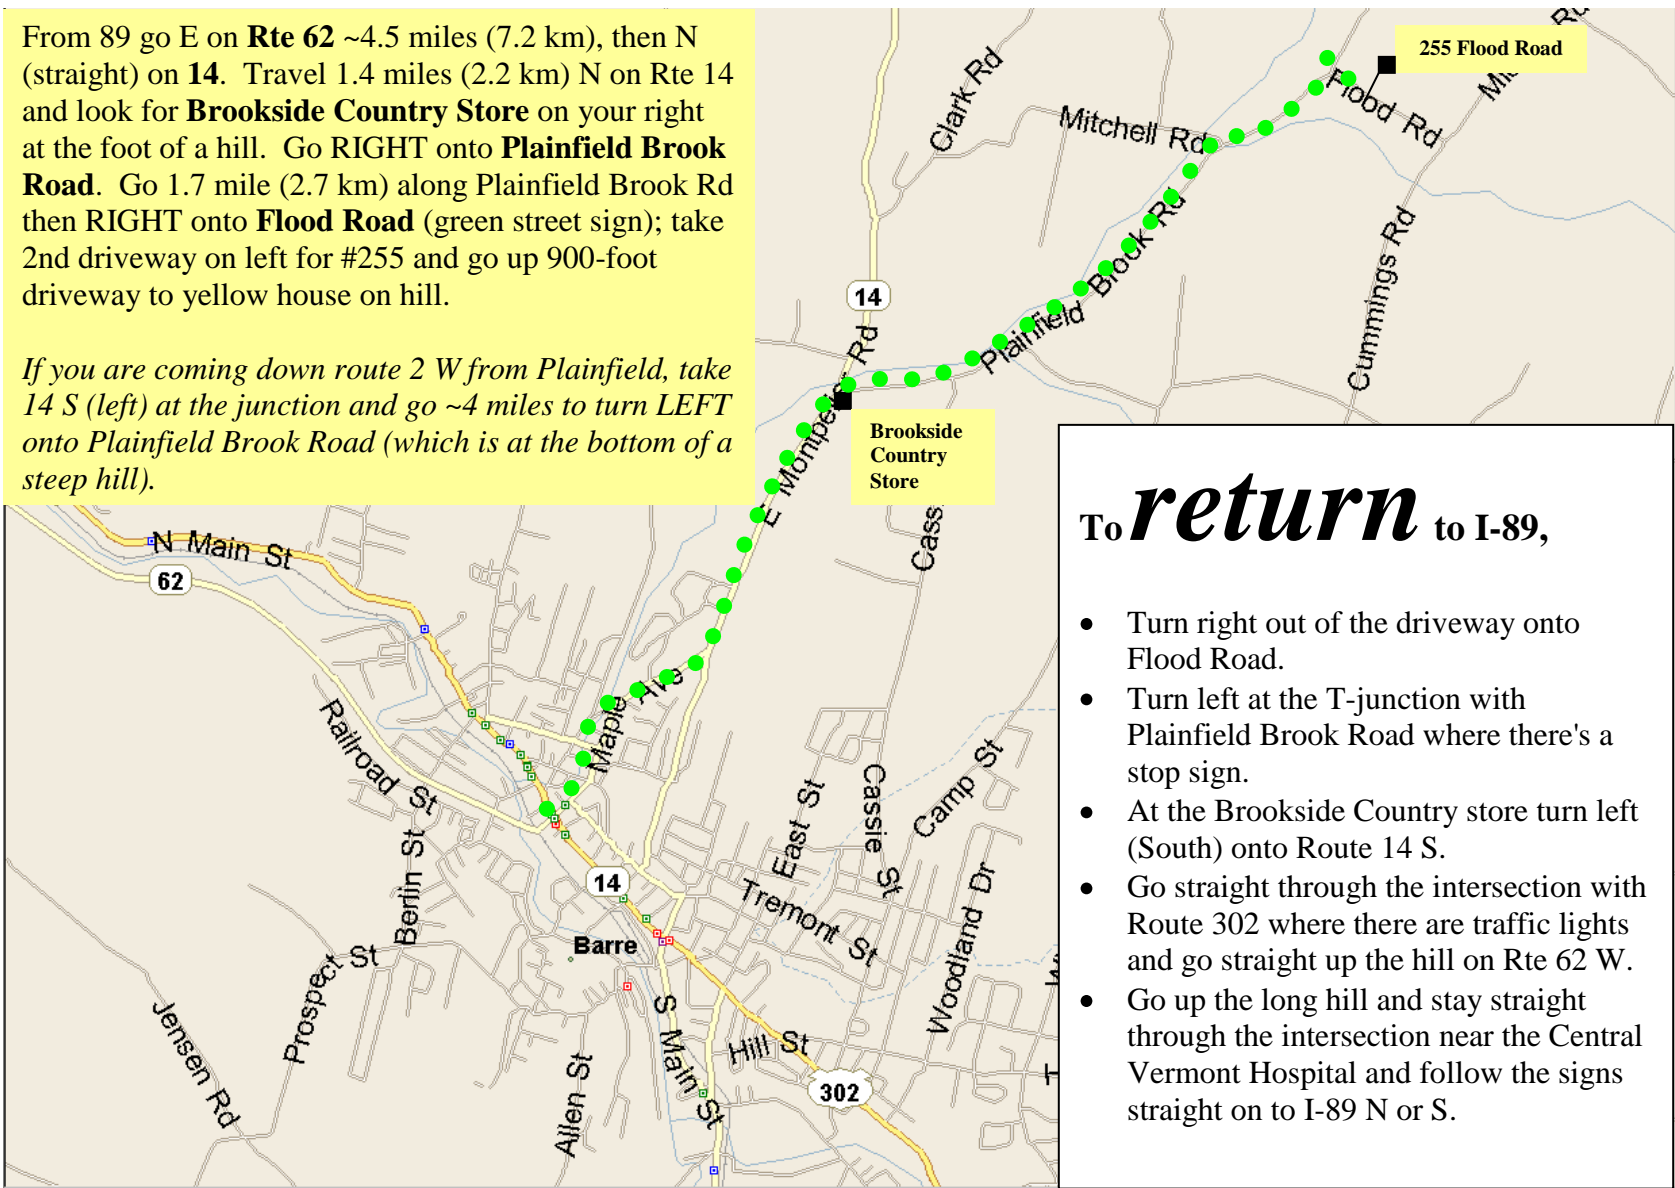 From 89 go E on Rte 62 ~4.5 miles (7.2 km), then N
(straight) on 14. Travel 1.4 miles (2.2 km) N on Rte 14
and look for Brookside Country Store on your right
at the foot of a hill. Go RIGHT onto Plainfield Brook
Road. Go 1.7 mile (2.7 km) along Plainfield Brook Rd
then RIGHT onto Flood Road (green street sign); take
2nd driveway on left for #255 and go up 900-foot
driveway to yellow house on hill.
If you are coming down route 2 W from Plainfield, take
14 S (left) at the junction and go ~4 miles to turn LEFT
onto Plainfield Brook Road (which is at the bottom of a
steep hill).
255 Flood Road
Clark Rd
Mitchell Rd
Flood Rd
Cummings Rd
Plainfield Brook Rd
14
E Montpelier Rd
Brookside
Country
Store
N Main St
62
Maple Ave
Railroad St
Berlin St
Prospect St
Jensen Rd
Allen St
14
Barre
S Main St
Hill St
302
East St
Cassie St
Camp St
Tremont St
Woodland Dr
To return to I-89,
• Turn right out of the driveway onto
Flood Road.
• Turn left at the T-junction with
Plainfield Brook Road where there's a
stop sign.
• At the Brookside Country store turn left
(South) onto Route 14 S.
• Go straight through the intersection with
Route 302 where there are traffic lights
and go straight up the hill on Rte 62 W.
• Go up the long hill and stay straight
through the intersection near the Central
Vermont Hospital and follow the signs
straight on to I-89 N or S.